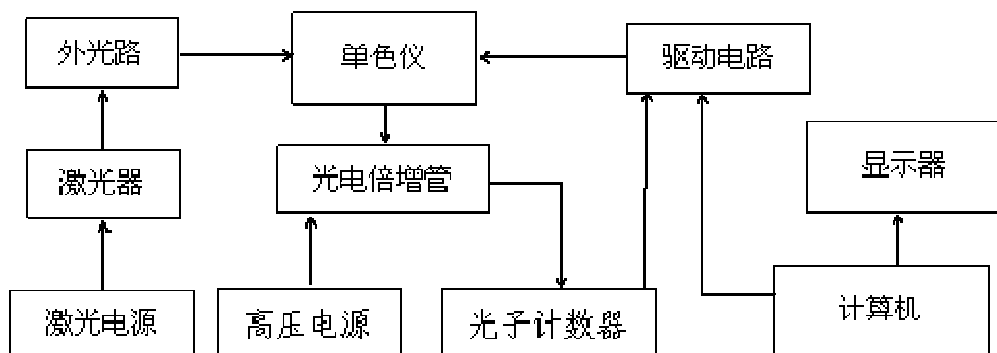 外光路
单色仪
驱动电路
激光器
光电倍增管
显示器
激光电源
高压电源
光子计数器
计算机